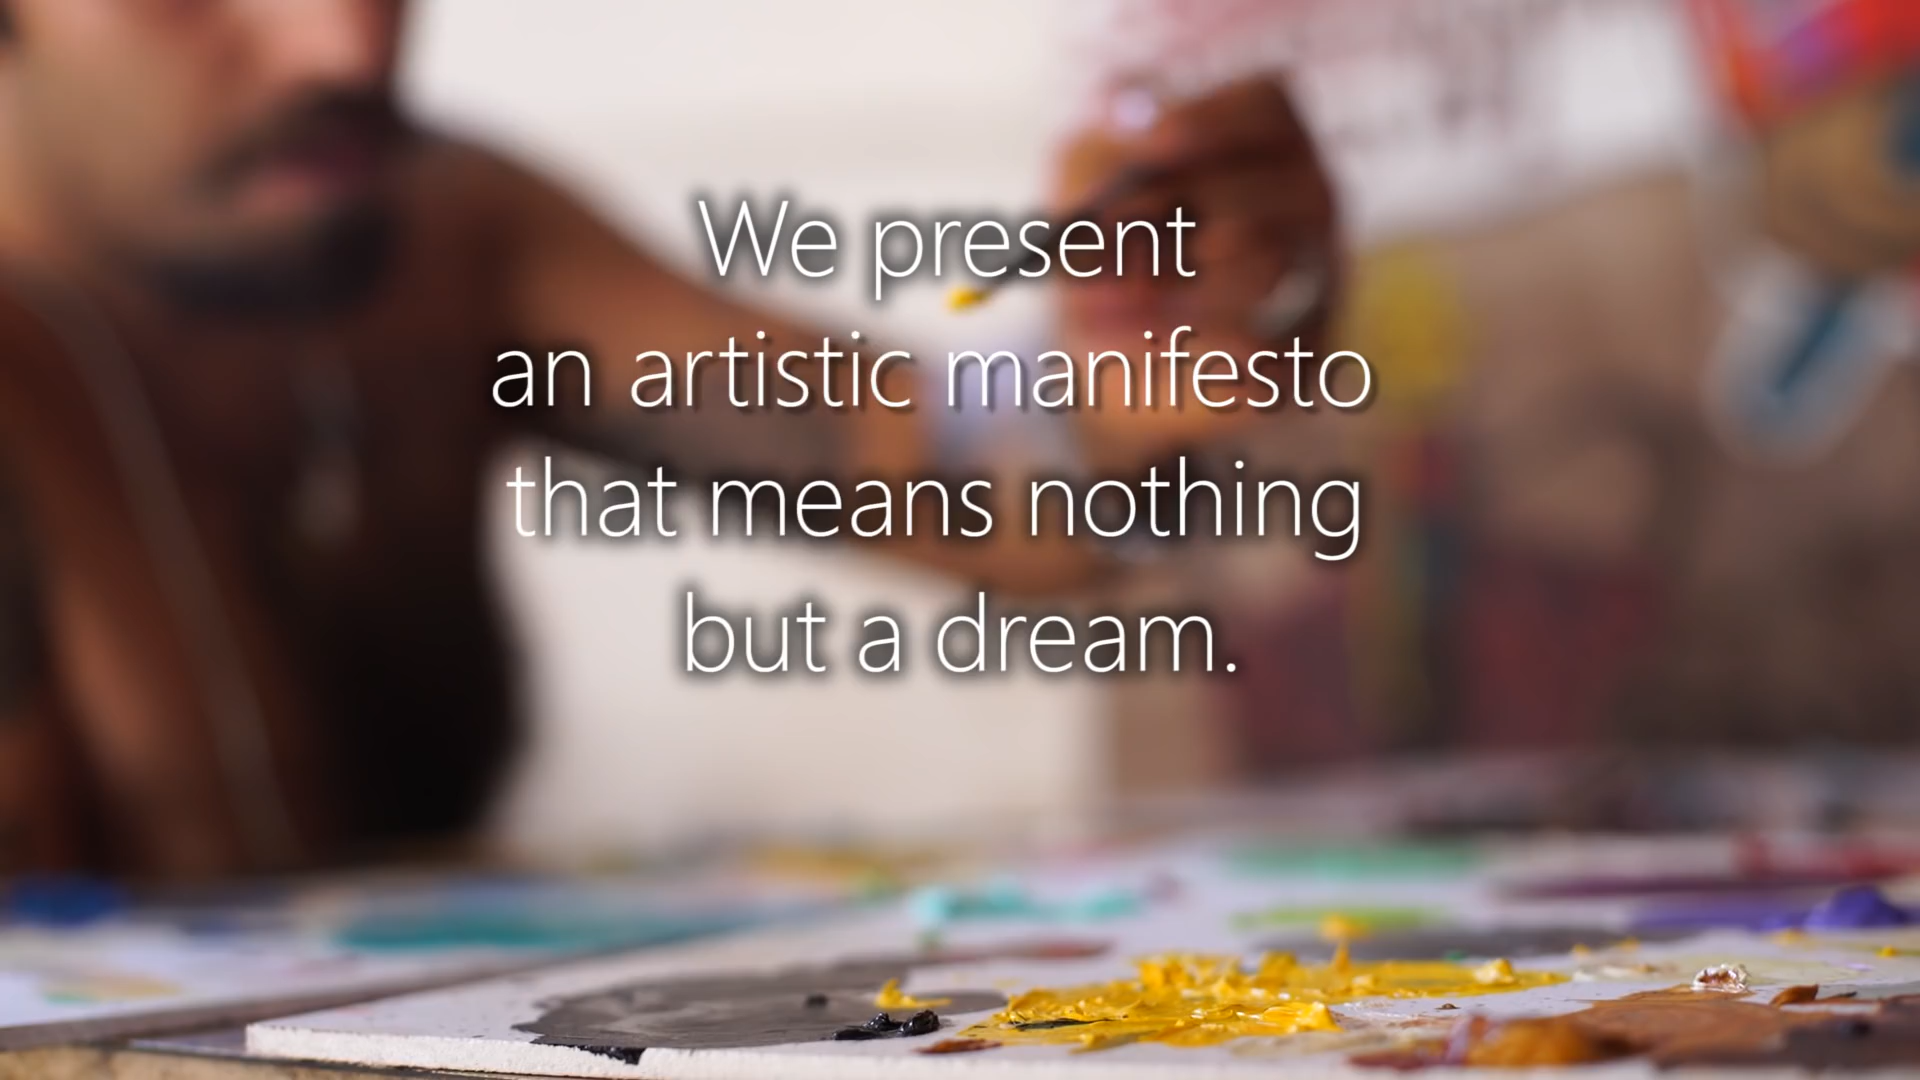 We present
an artistic manifesto
that means nothing
but a dream.